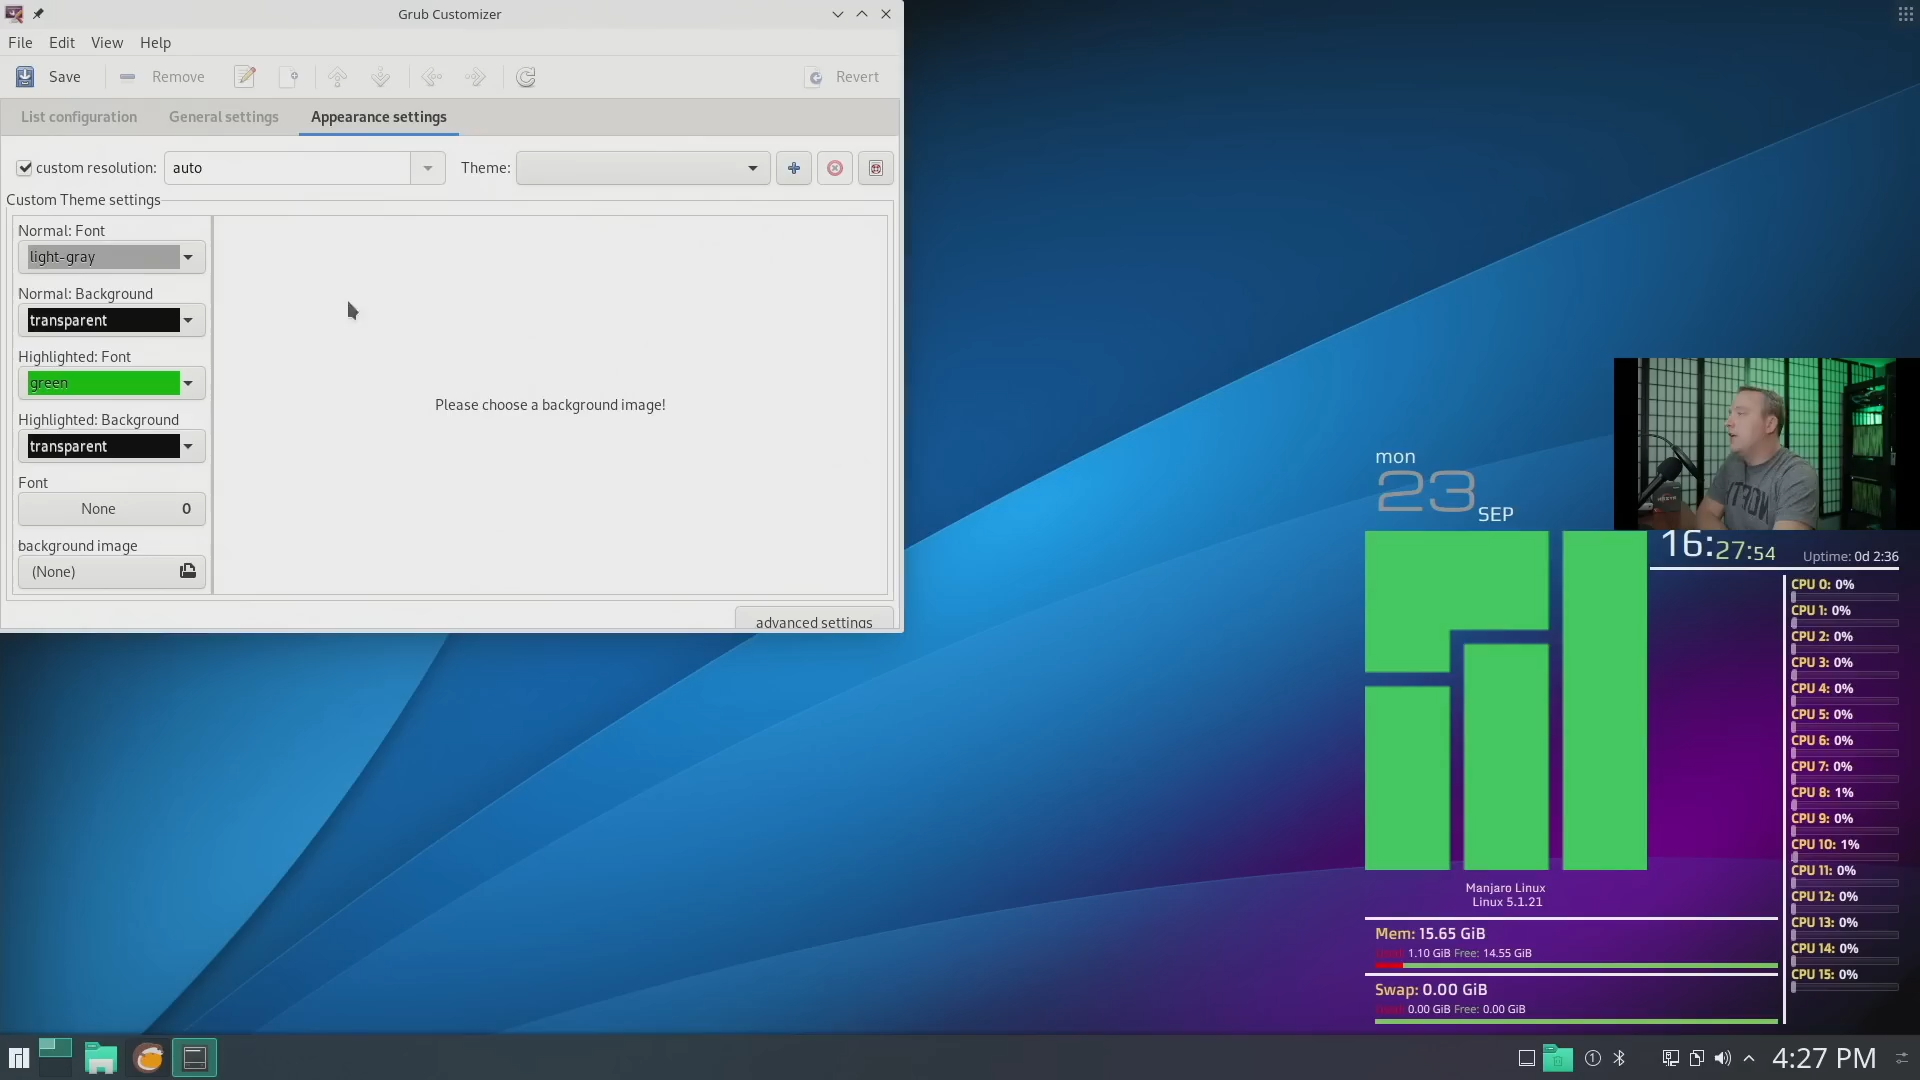 Grub Customizer
File Edit View Help
Save Remove Revert
List configuration General settings Appearance settings
custom resolution: auto Theme:
Custom Theme settings
Normal: Font
light-gray
Normal: Background
transparent
Highlighted: Font
green
Highlighted: Background
transparent
Font
None 0
background image
(None)
Please choose a background image!
advanced settings
mon
23
SEP
16:27:54
Uptime: 0d 2:36
CPU 0: 0%
CPU 1: 0%
CPU 2: 0%
CPU 3: 0%
CPU 4: 0%
CPU 5: 0%
CPU 6: 0%
CPU 7: 0%
CPU 8: 1%
CPU 9: 0%
CPU 10: 1%
CPU 11: 0%
CPU 12: 0%
CPU 13: 0%
CPU 14: 0%
CPU 15: 0%
Manjaro Linux
Linux 5.1.21
Mem: 15.65 GiB
1.10 GiB Free: 14.55 GiB
Swap: 0.00 GiB
0.00 GiB Free: 0.00 GiB
4:27 PM